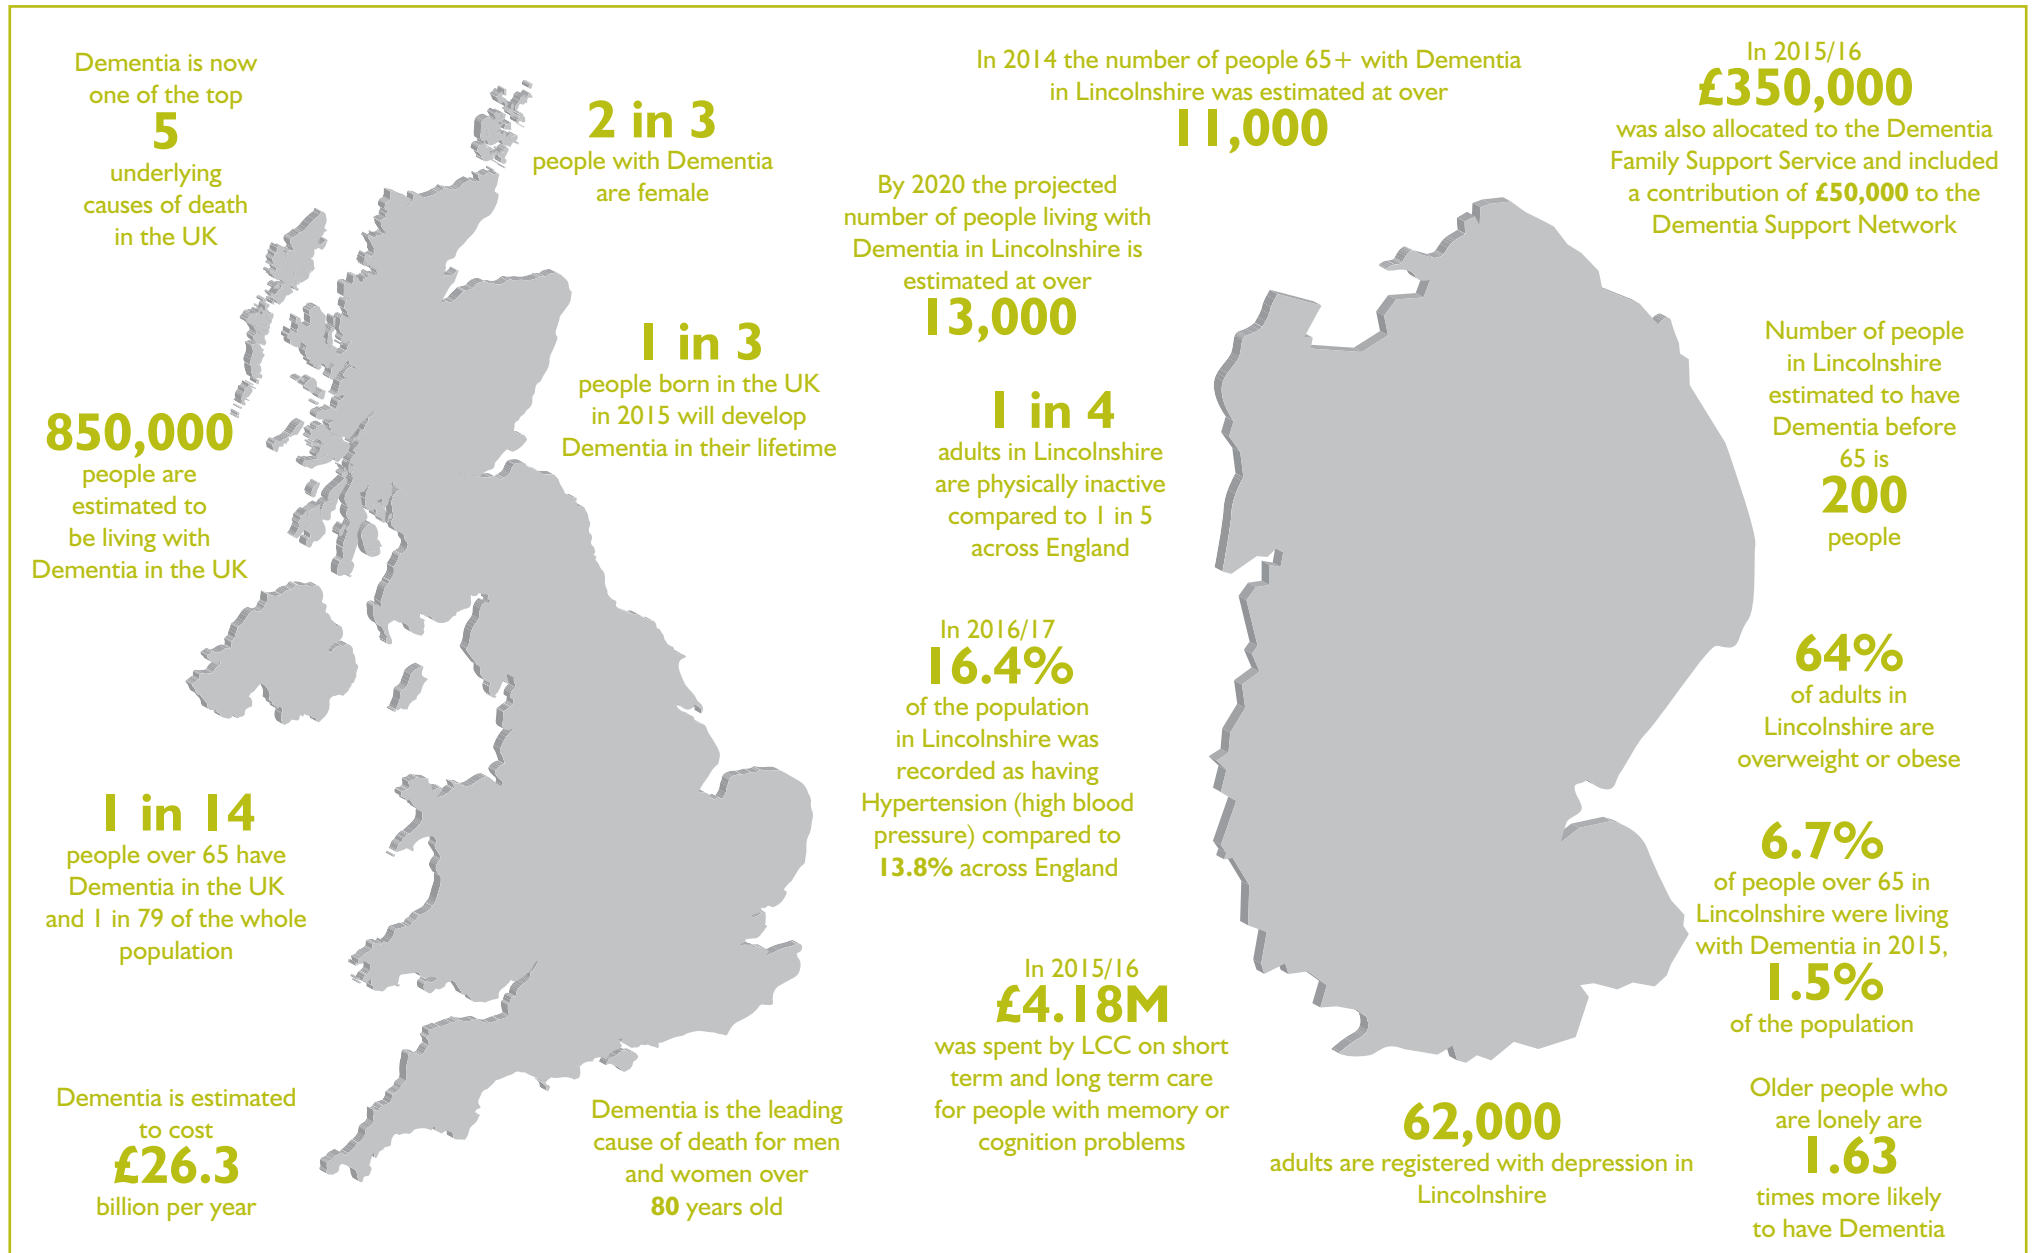 Dementia is now
one of the top
5
underlying
causes of death
in the UK
2 in 3
people with Dementia
are female
1 in 3
people born in the UK
in 2015 will develop
Dementia in their lifetime
850,000
people are
estimated to
be living with
Dementia in the UK
1 in 14
people over 65 have
Dementia in the UK
and 1 in 79 of the whole
population
Dementia is estimated
to cost
£26.3
billion per year
Dementia is the leading
cause of death for men
and women over
80 years old
In 2014 the number of people 65+ with Dementia
in Lincolnshire was estimated at over
11,000
By 2020 the projected
number of people living with
Dementia in Lincolnshire is
estimated at over
13,000
1 in 4
adults in Lincolnshire
are physically inactive
compared to 1 in 5
across England
In 2016/17
16.4%
of the population
in Lincolnshire was
recorded as having
Hypertension (high blood
pressure) compared to
13.8% across England
In 2015/16
£4.18M
was spent by LCC on short
term and long term care
for people with memory or
cognition problems
In 2015/16
£350,000
was also allocated to the Dementia
Family Support Service and included
a contribution of £50,000 to the
Dementia Support Network
Number of people
in Lincolnshire
estimated to have
Dementia before
65 is
200
people
64%
of adults in
Lincolnshire are
overweight or obese
6.7%
of people over 65 in
Lincolnshire were living
with Dementia in 2015,
1.5%
of the population
62,000
adults are registered with depression in
Lincolnshire
Older people who
are lonely are
1.63
times more likely
to have Dementia